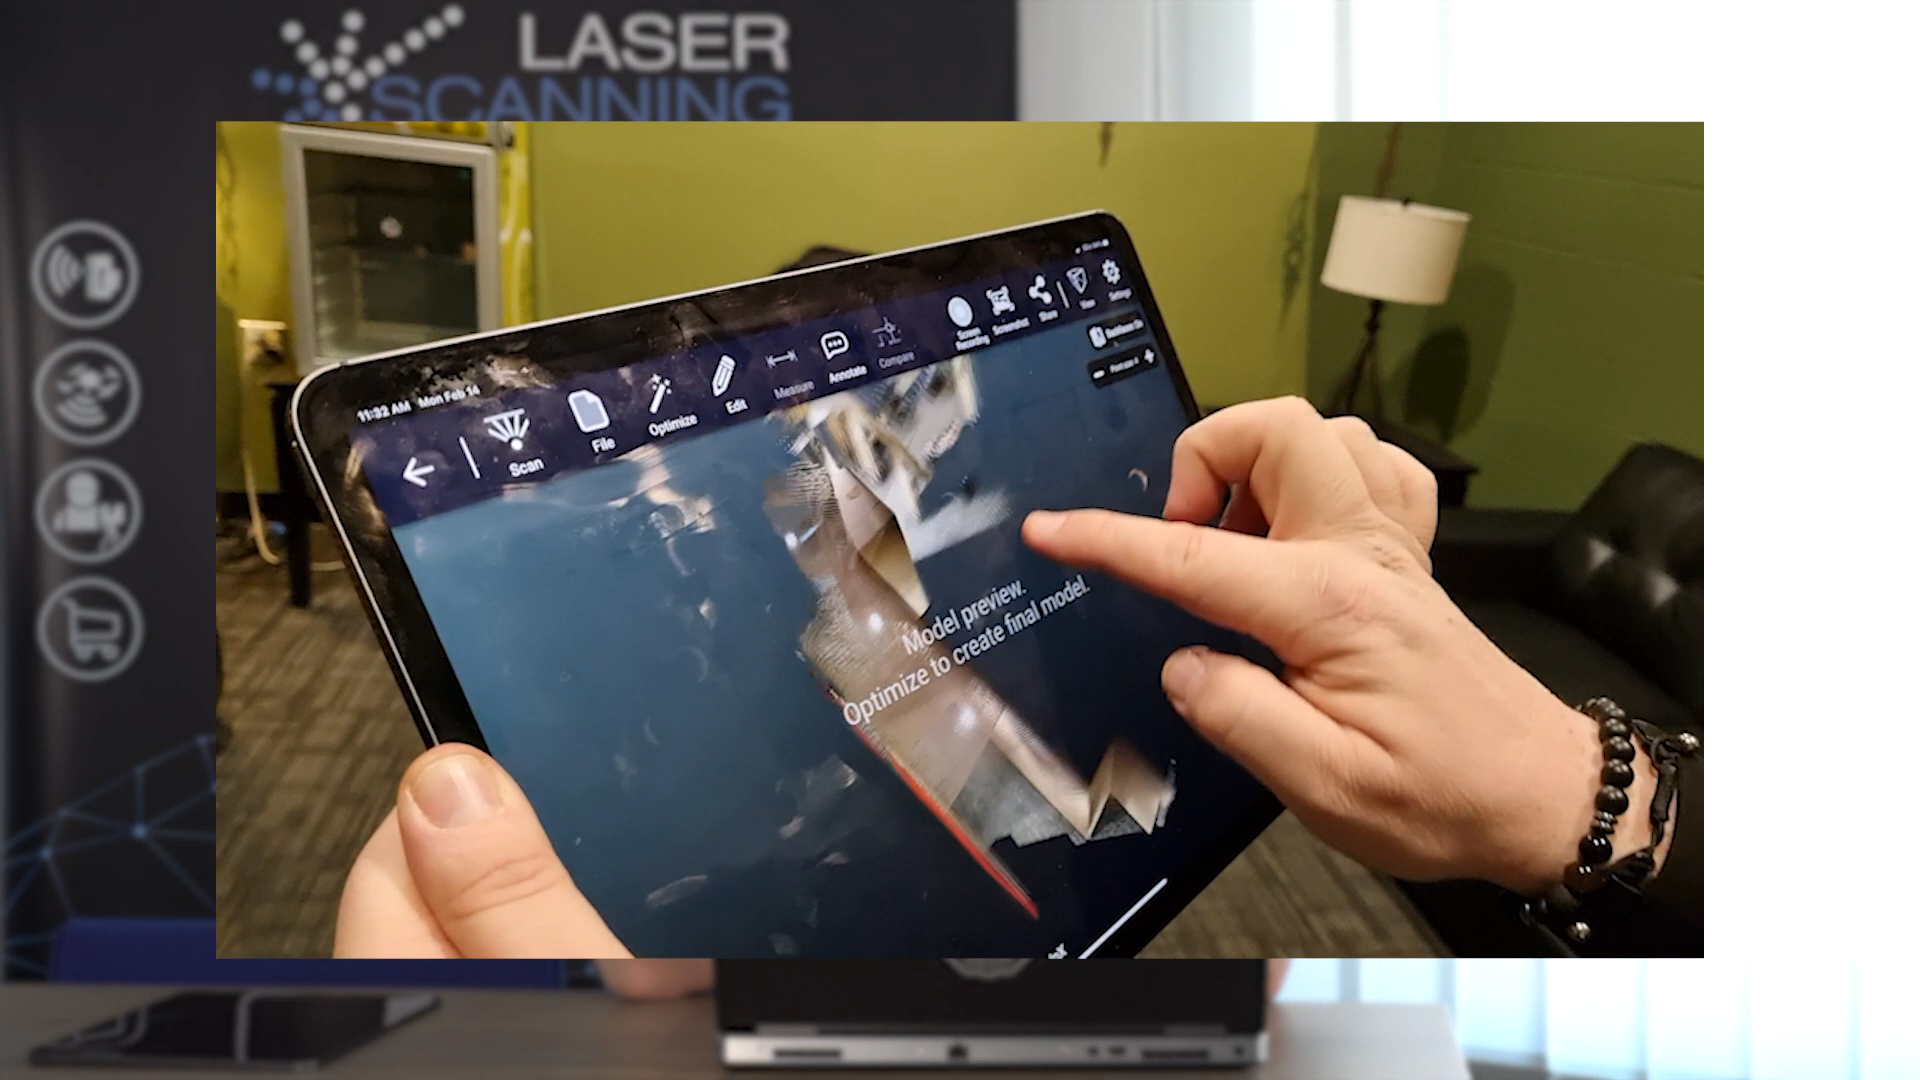 LASER
SCANNING
11:32 AM Mon Feb 14
Scan
File
Optimize
Edit
Measure
Annotate
Compare
Screen
Recording
Screenshot
Share
View
Settings
Model preview.
Optimize to create final model.